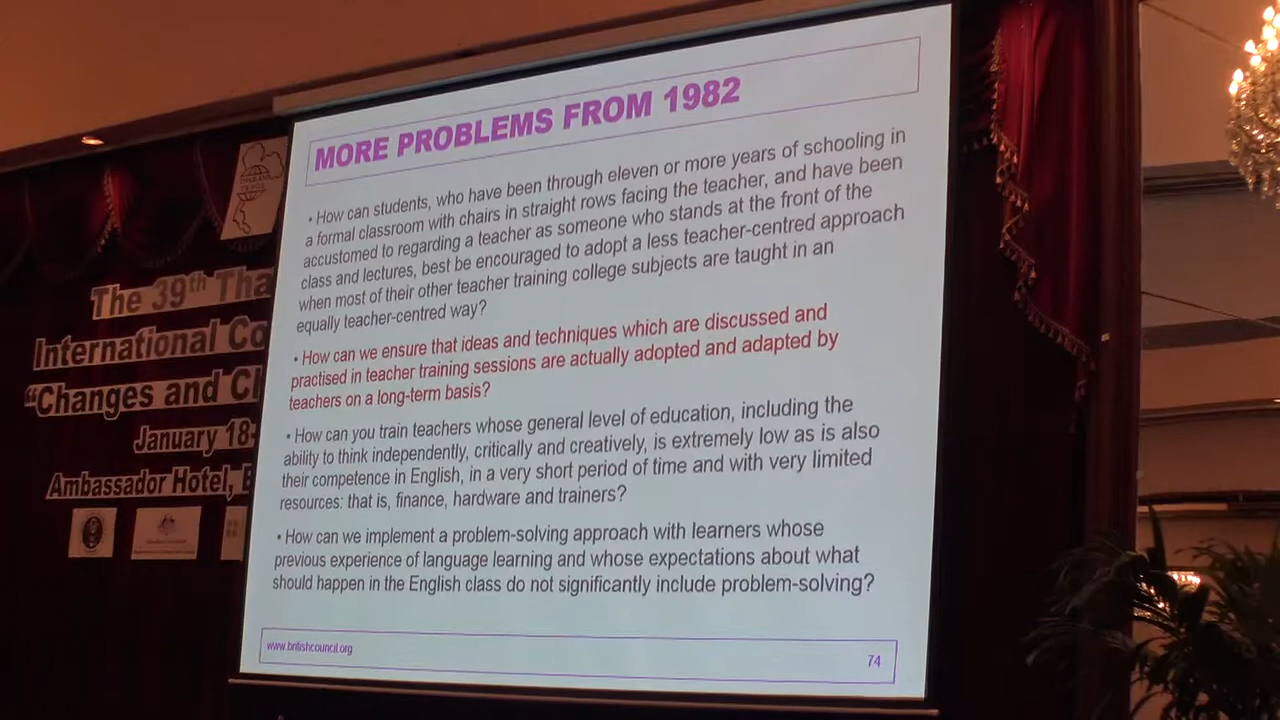 MORE PROBLEMS FROM 1982
• How can students, who have been through eleven or more years of schooling in
a formal classroom with chairs in straight rows facing the teacher, and have been
accustomed to regarding a teacher as someone who stands at the front of the
class and lectures, best be encouraged to adopt a less teacher-centred approach
when most of their other teacher training college subjects are taught in an
equally teacher-centred way?
• How can we ensure that ideas and techniques which are discussed and
practised in teacher training sessions are actually adopted and adapted by
teachers on a long-term basis?
• How can you train teachers whose general level of education, including the
ability to think independently, critically and creatively, is extremely low as is also
their competence in English, in a very short period of time and with very limited
resources: that is, finance, hardware and trainers?
• How can we implement a problem-solving approach with learners whose
previous experience of language learning and whose expectations about what
should happen in the English class do not significantly include problem-solving?
www.britishcouncil.org
74
The 39th Tha
International Co
"Changes and Cl
January 18-
Ambassador Hotel,